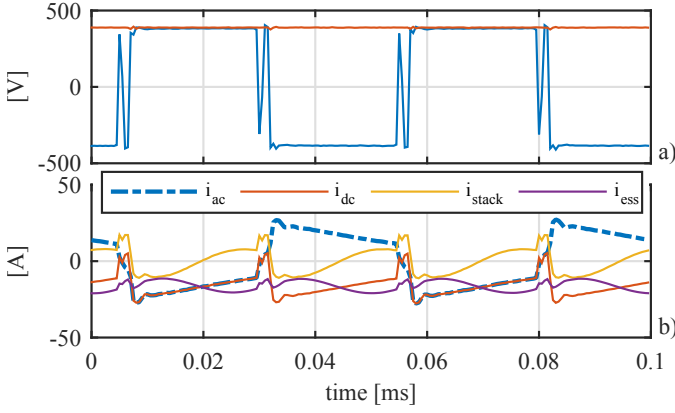 500
0
-500
[V]
a)
i_ac i_dc i_stack i_ess
50
0
-50
[A]
b)
0 0.02 0.04 0.06 0.08 0.1
time [ms]